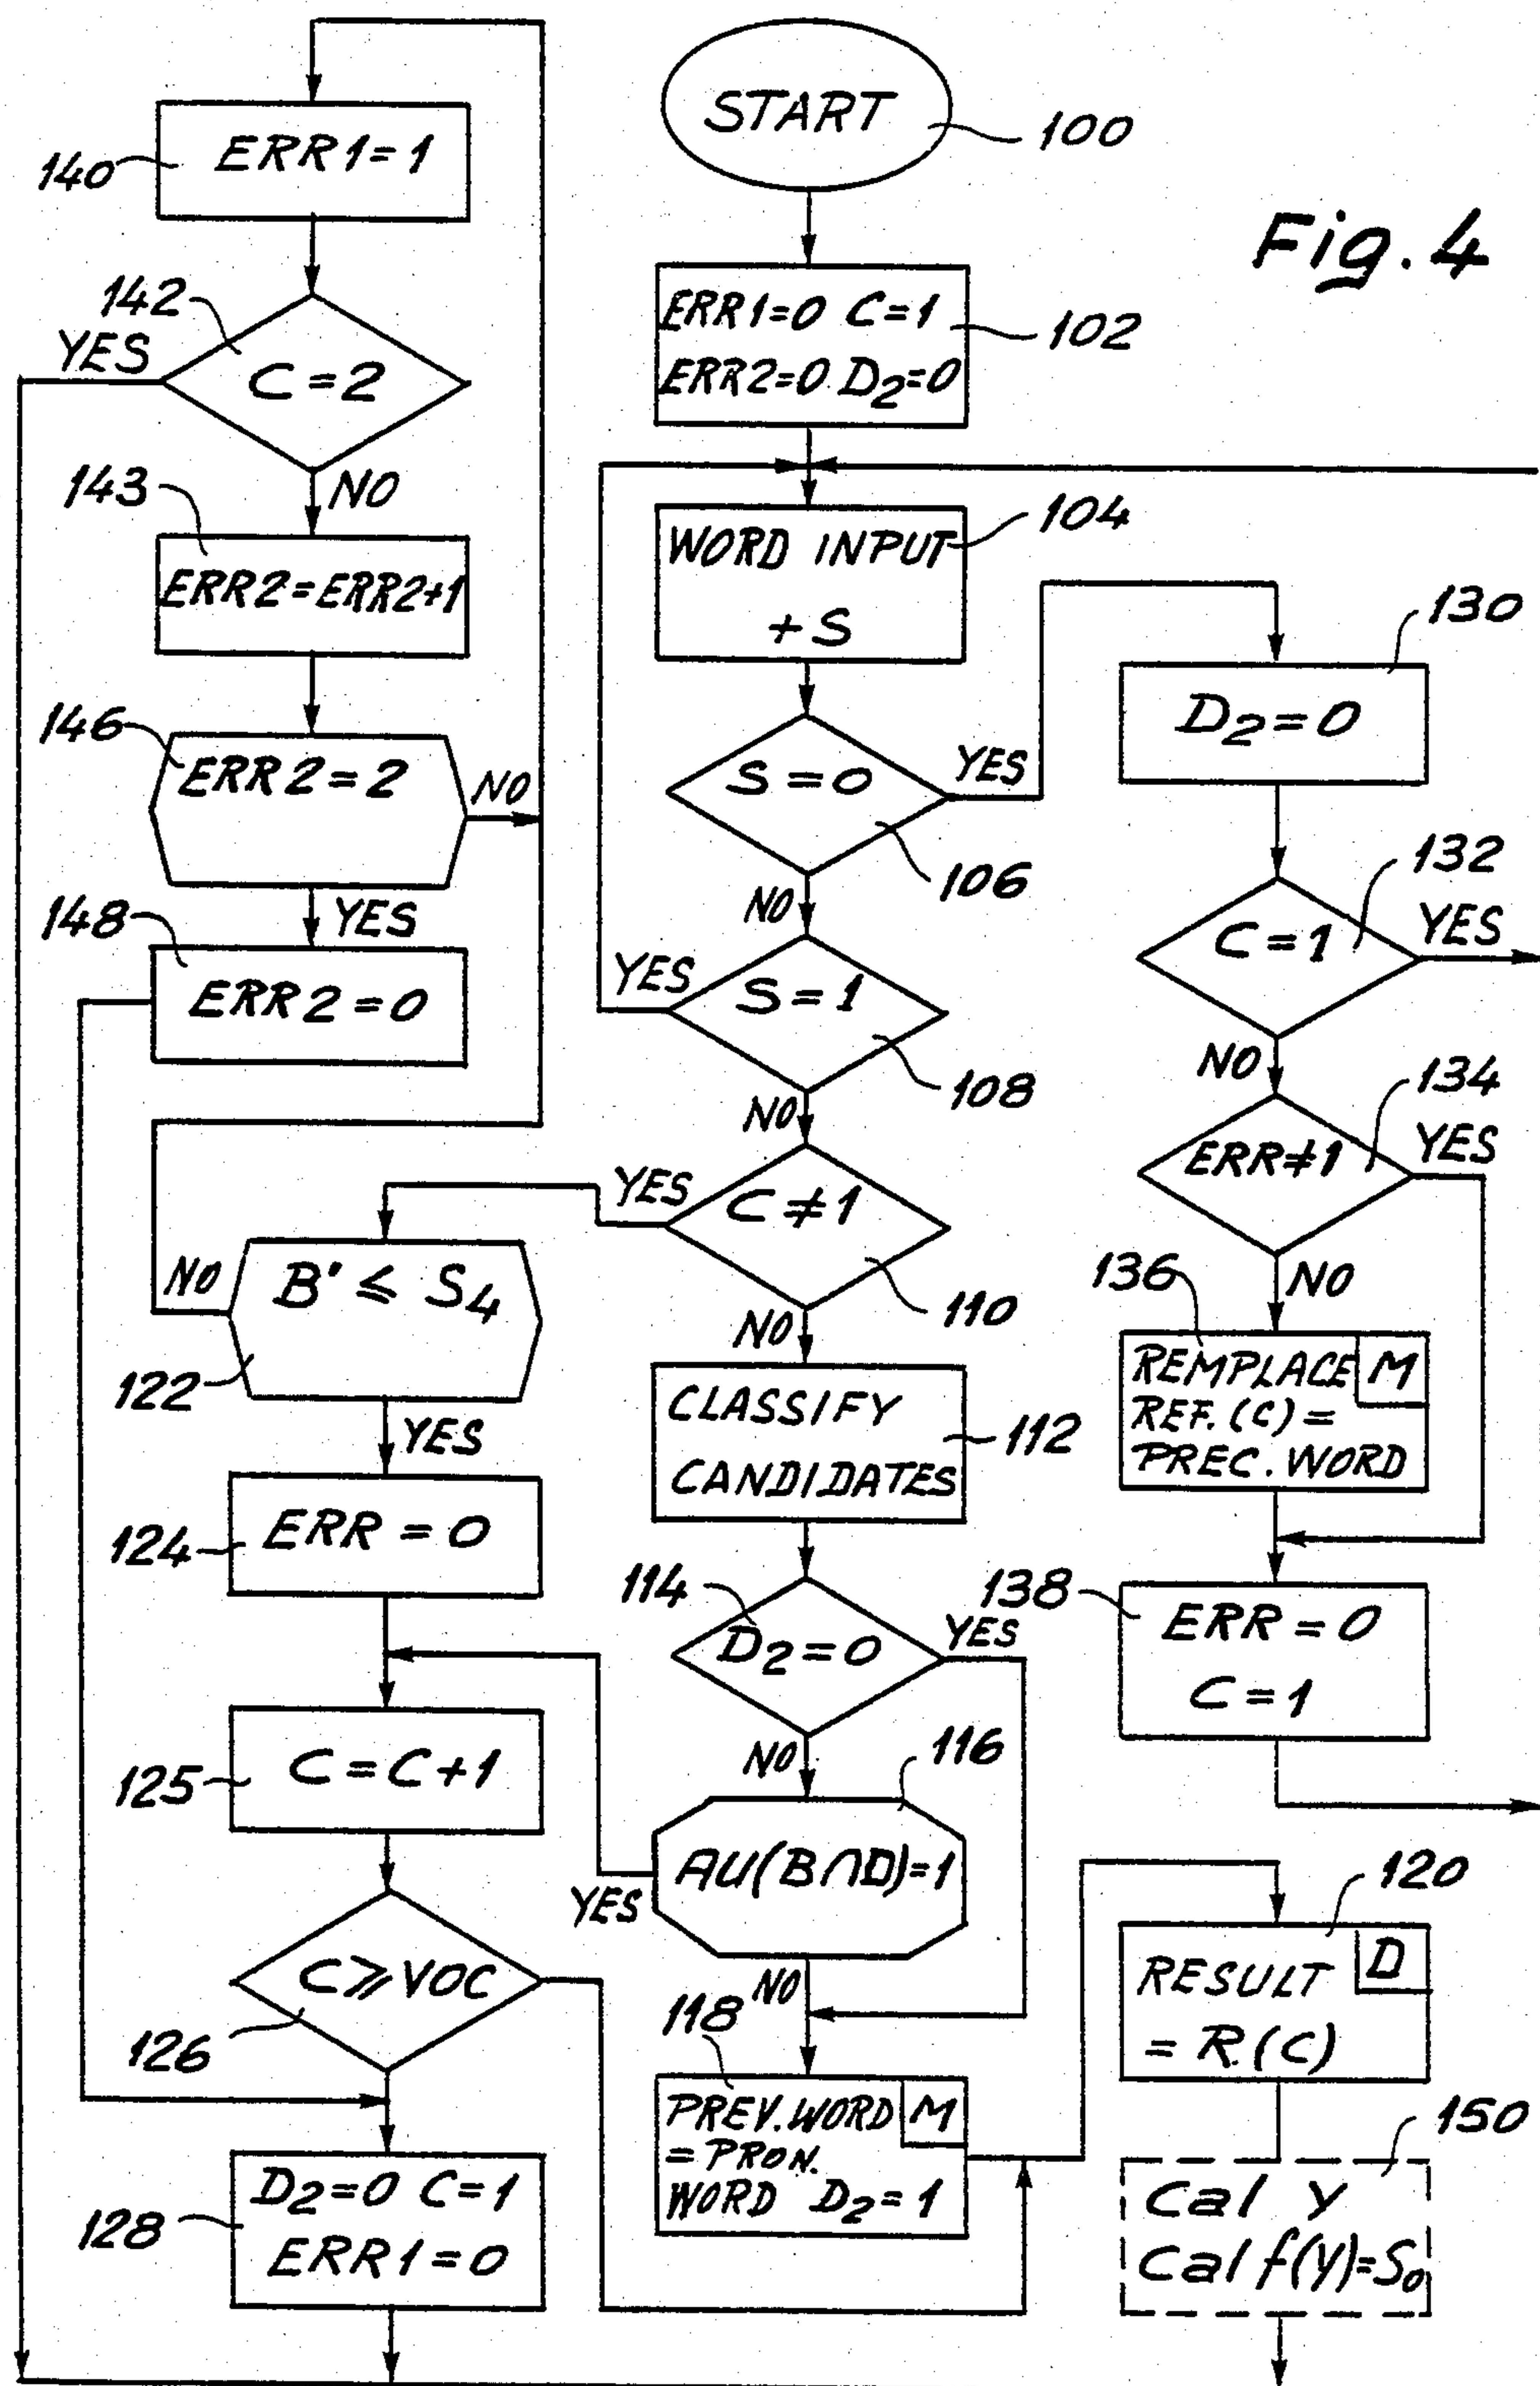 Fig. 4
START
100
ERR1=0 C=1
ERR2=0 D2=0
102
WORD INPUT
+ S
104
S=0
106
YES
NO
S=1
108
YES
NO
C≠1
110
YES
NO
CLASSIFY
CANDIDATES
112
D2=0
114
YES
NO
AU(B∩D)=1
116
YES
NO
PREV. WORD
M
= PRON.
WORD D2=1
118
ERR1=1
140
C=2
142
YES
NO
ERR2=ERR2+1
143
ERR2=2
146
NO
YES
ERR2=0
148
B' ≤ S4
122
NO
YES
ERR=0
124
C=C+1
125
C≥VOC
126
D2=0 C=1
ERR1=0
128
D2=0
130
C=1
132
YES
NO
ERR≠1
134
YES
NO
REMPLACE
M
REF.(C)=
PREC. WORD
136
ERR=0
C=1
138
RESULT
D
= R.(C)
120
Cal Y
Cal f(Y)=S0
150